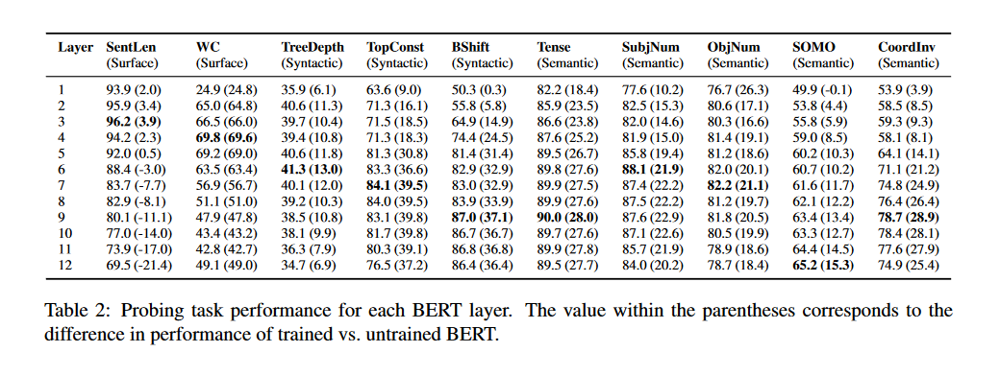 Layer SentLen WC TreeDepth TopConst BShift Tense SubjNum ObjNum SOMO CoordInv
(Surface) (Surface) (Syntactic) (Syntactic) (Syntactic) (Semantic) (Semantic) (Semantic) (Semantic) (Semantic)
1 93.9 (2.0) 24.9 (24.8) 35.9 (6.1) 63.6 (9.0) 50.3 (0.3) 82.2 (18.4) 77.6 (10.2) 76.7 (26.3) 49.9 (-0.1) 53.9 (3.9)
2 95.9 (3.4) 65.0 (64.8) 40.6 (11.3) 71.3 (16.1) 55.8 (5.8) 85.9 (23.5) 82.5 (15.3) 80.6 (17.1) 53.8 (4.4) 58.5 (8.5)
3 96.2 (3.9) 66.5 (66.0) 39.7 (10.4) 71.5 (18.5) 64.9 (14.9) 86.6 (23.8) 82.0 (14.6) 80.3 (16.6) 55.8 (5.9) 59.3 (9.3)
4 94.2 (2.3) 69.8 (69.6) 39.4 (10.8) 71.3 (18.3) 74.4 (24.5) 87.6 (25.2) 81.9 (15.0) 81.4 (19.1) 59.0 (8.5) 58.1 (8.1)
5 92.0 (0.5) 69.2 (69.0) 40.6 (11.8) 81.3 (30.8) 81.4 (31.4) 89.5 (26.7) 85.8 (19.4) 81.2 (18.6) 60.2 (10.3) 64.1 (14.1)
6 88.4 (-3.0) 63.5 (63.4) 41.3 (13.0) 83.3 (36.6) 82.9 (32.9) 89.8 (27.6) 88.1 (21.9) 82.0 (20.1) 60.7 (10.2) 71.1 (21.2)
7 83.7 (-7.7) 56.9 (56.7) 40.1 (12.0) 84.1 (39.5) 83.0 (32.9) 89.9 (27.5) 87.4 (22.2) 82.2 (21.1) 61.6 (11.7) 74.8 (24.9)
8 82.9 (-8.1) 51.1 (51.0) 39.2 (10.3) 84.0 (39.5) 83.9 (33.9) 89.9 (27.6) 87.5 (22.2) 81.2 (19.7) 62.1 (12.2) 76.4 (26.4)
9 80.1 (-11.1) 47.9 (47.8) 38.5 (10.8) 83.1 (39.8) 87.0 (37.1) 90.0 (28.0) 87.6 (22.9) 81.8 (20.5) 63.4 (13.4) 78.7 (28.9)
10 77.0 (-14.0) 43.4 (43.2) 38.1 (9.9) 81.7 (39.8) 86.7 (36.7) 89.7 (27.6) 87.1 (22.6) 80.5 (19.9) 63.3 (12.7) 78.4 (28.1)
11 73.9 (-17.0) 42.8 (42.7) 36.3 (7.9) 80.3 (39.1) 86.8 (36.8) 89.9 (27.8) 85.7 (21.9) 78.9 (18.6) 64.4 (14.5) 77.6 (27.9)
12 69.5 (-21.4) 49.1 (49.0) 34.7 (6.9) 76.5 (37.2) 86.4 (36.4) 89.5 (27.7) 84.0 (20.2) 78.7 (18.4) 65.2 (15.3) 74.9 (25.4)
Table 2: Probing task performance for each BERT layer. The value within the parentheses corresponds to the
difference in performance of trained vs. untrained BERT.